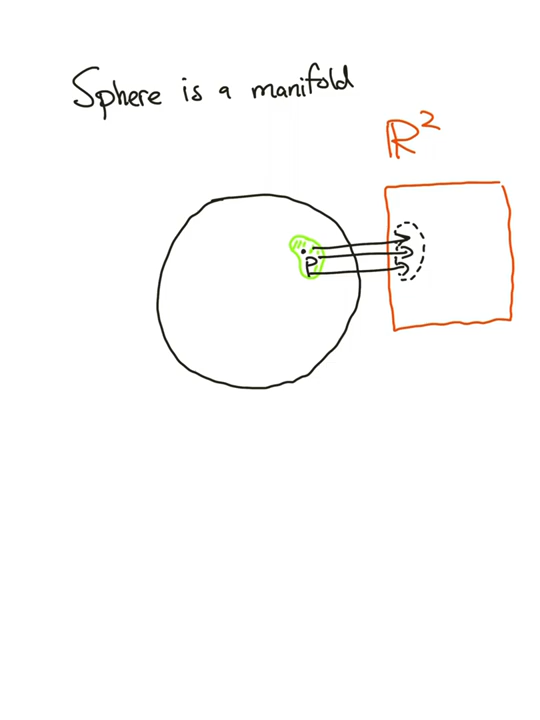 Sphere is a manifold
ℝ²
P